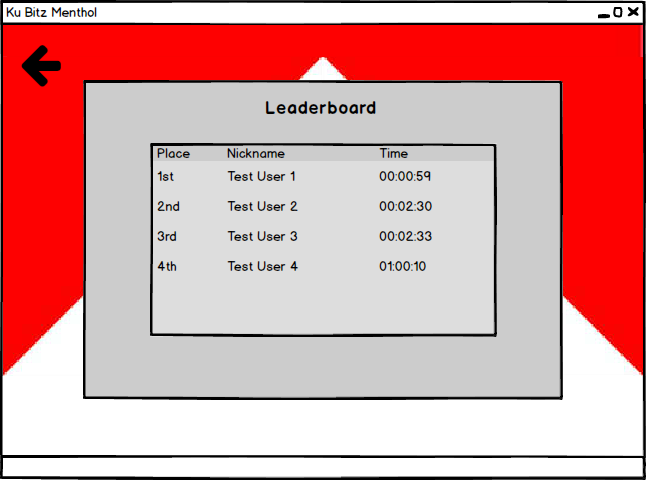 Ku Bitz Menthol
Leaderboard
Place Nickname Time
1st Test User 1 00:00:59
2nd Test User 2 00:02:30
3rd Test User 3 00:02:33
4th Test User 4 01:00:10